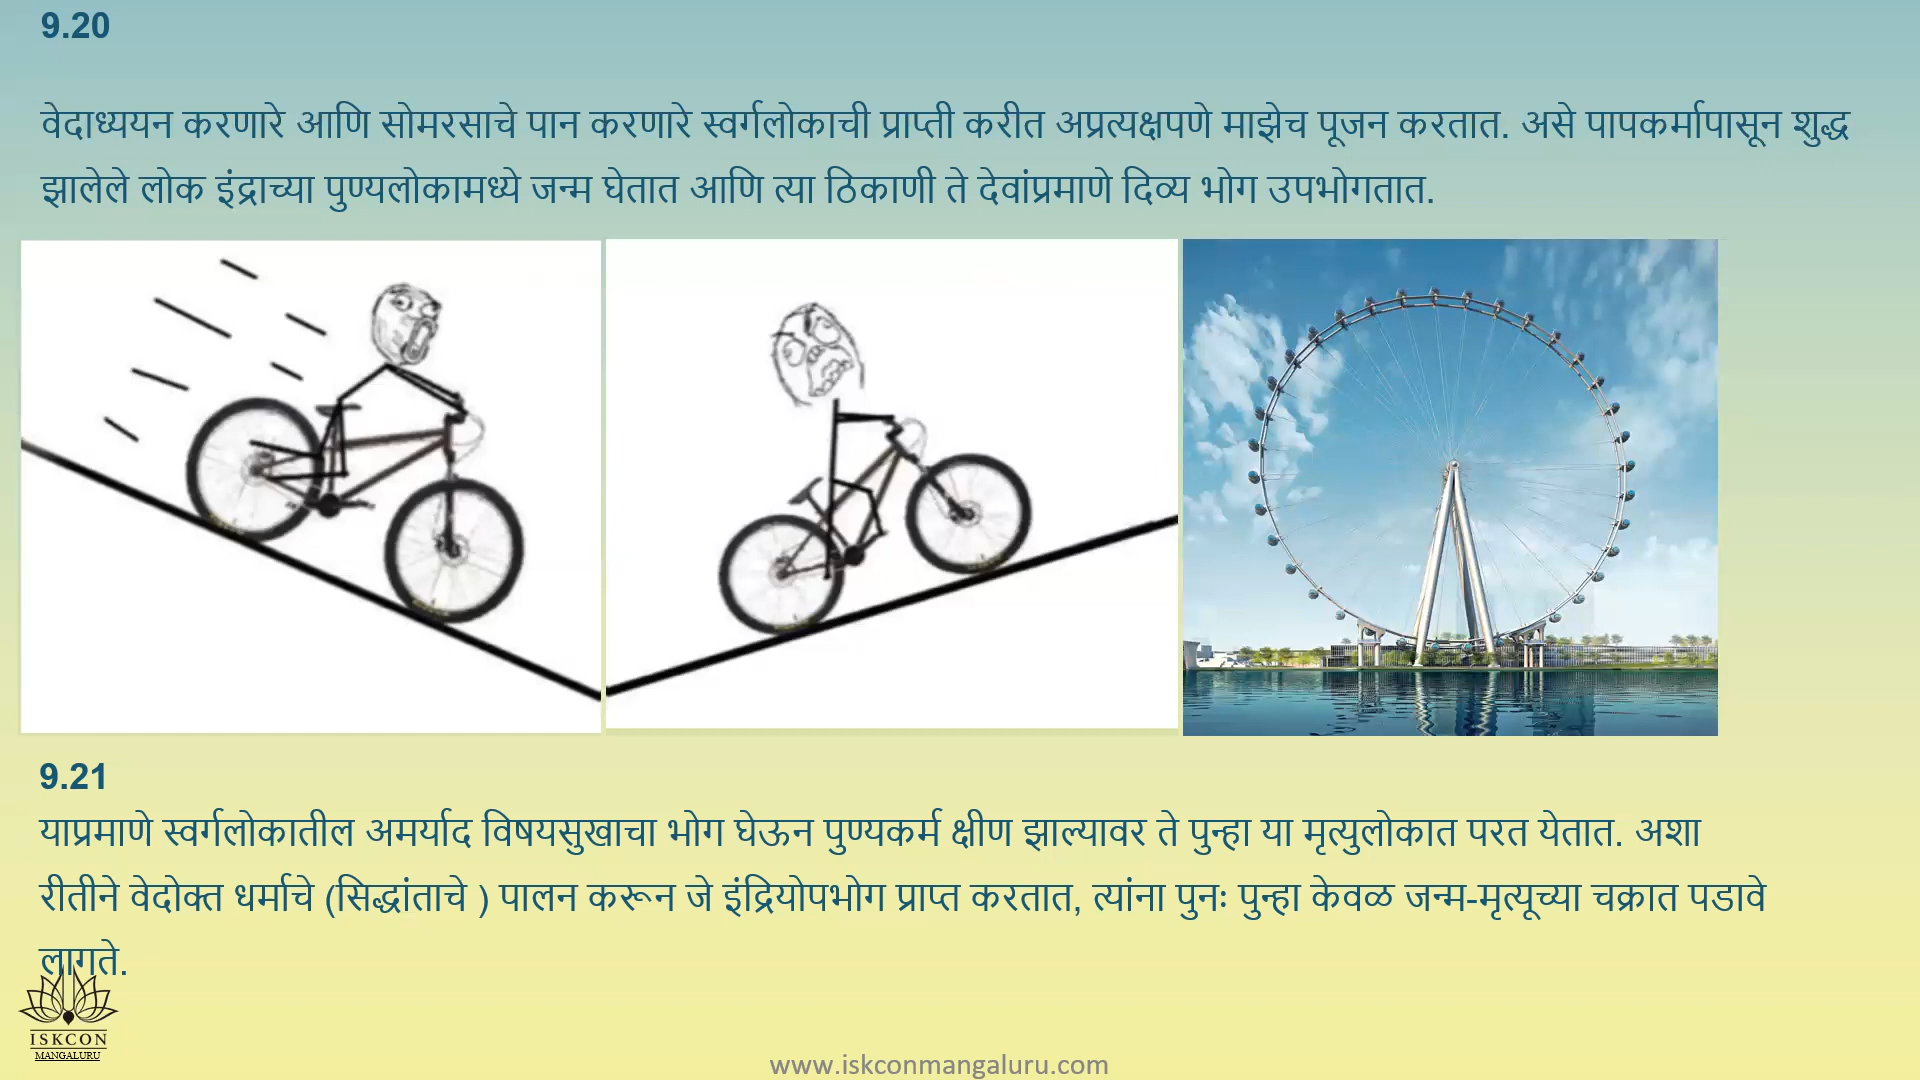 9.20
वेदाध्ययन करणारे आणि सोमरसाचे पान करणारे स्वर्गलोकाची प्राप्ती करीत अप्रत्यक्षपणे माझेच पूजन करतात. असे पापकर्मापासून शुद्ध
झालेले लोक इंद्राच्या पुण्यलोकामध्ये जन्म घेतात आणि त्या ठिकाणी ते देवांप्रमाणे दिव्य भोग उपभोगतात.
9.21
याप्रमाणे स्वर्गलोकातील अमर्याद विषयसुखाचा भोग घेऊन पुण्यकर्म क्षीण झाल्यावर ते पुन्हा या मृत्युलोकात परत येतात. अशा
रीतीने वेदोक्त धर्माचे (सिद्धांताचे ) पालन करून जे इंद्रियोपभोग प्राप्त करतात, त्यांना पुनः पुन्हा केवळ जन्म-मृत्यूच्या चक्रात पडावे
लागते.
ISKCON
MANGALURU
www.iskconmangaluru.com